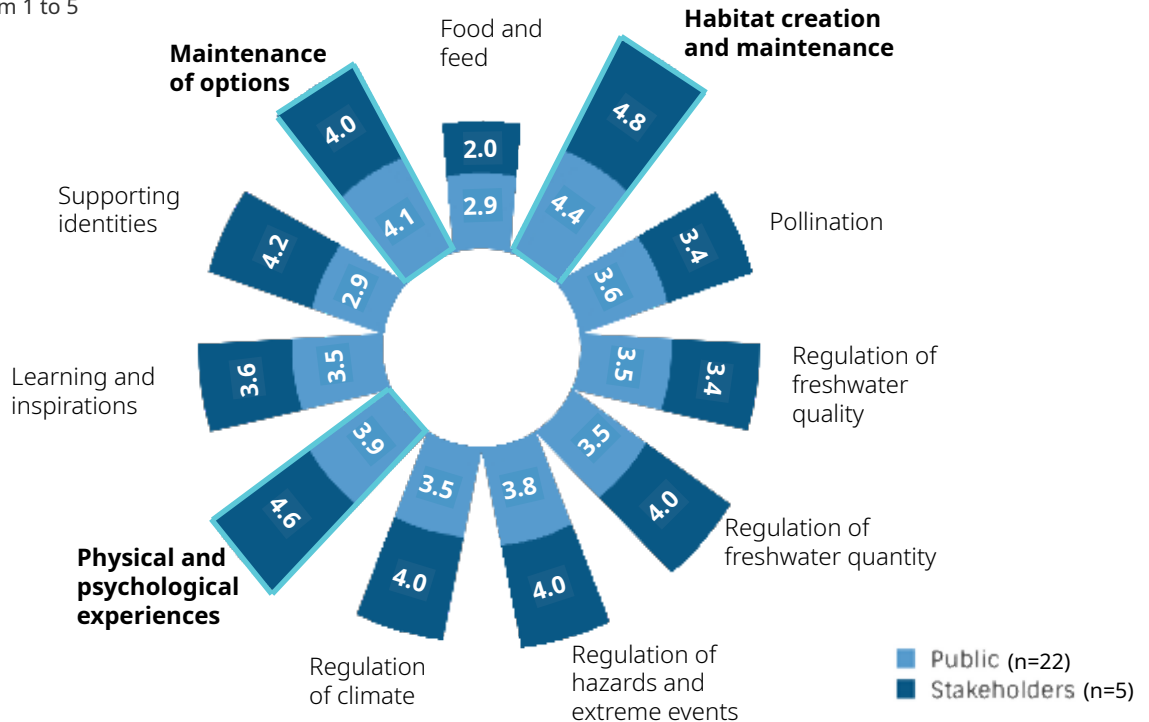 m 1 to 5
Food and
feed
Habitat creation
and maintenance
Maintenance
of options
4.0
2.0
4.8
4.1
2.9
4.4
Supporting
identities
4.2
2.9
3.6
3.4
Pollination
Learning and
inspirations
3.6
3.5
3.5
3.4
Regulation of
freshwater
quality
3.9
4.6
3.5
4.0
3.8
4.0
3.5
4.0
Regulation of
freshwater quantity
Physical and
psychological
experiences
Regulation
of climate
Regulation of
hazards and
extreme events
Public (n=22)
Stakeholders (n=5)